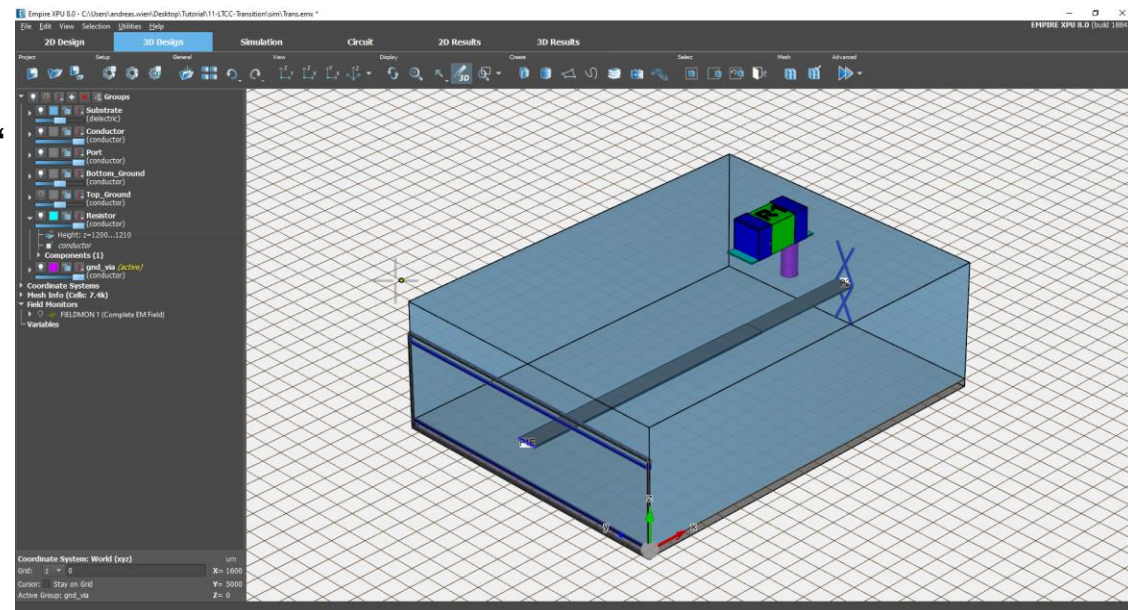 Empire XPU 8.0 - C:\Users\andreas.wien\Desktop\Tutorial\11-LTCC-Transition\sim\Trans.emx *
File Edit View Selection Utilities Help
EMPIRE XPU 8.0 (build 1884
2D Design 3D Design Simulation Circuit 2D Results 3D Results
Project Setup General View Display Create Select Mesh Advanced
3D
Groups
Substrate
(dielectric)
“
Conductor
(conductor)
Port
(conductor)
Bottom_Ground
(conductor)
Top_Ground
(conductor)
Resistor
(conductor)
Height: z=1200...1210
conductor
Components (1)
gnd_via (active)
(conductor)
Coordinate Systems
Mesh Info (Cells: 7.4k)
Field Monitors
FIELDMON 1 (Complete EM Field)
Variables
R1
Z
Y
X
Coordinate System: World (xyz) um
Grid: z 0 X= 1600
Cursor: Stay on Grid Y= 5000
Active Group: gnd_via Z= 0